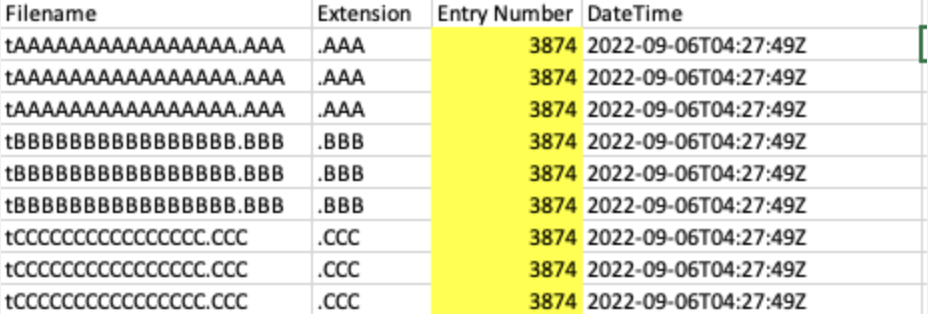 Filename Extension Entry Number DateTime
tAAAAAAAAAAAAAAAA.AAA .AAA 3874 2022-09-06T04:27:49Z
tAAAAAAAAAAAAAAAA.AAA .AAA 3874 2022-09-06T04:27:49Z
tAAAAAAAAAAAAAAAA.AAA .AAA 3874 2022-09-06T04:27:49Z
tBBBBBBBBBBBBBBBB.BBB .BBB 3874 2022-09-06T04:27:49Z
tBBBBBBBBBBBBBBBB.BBB .BBB 3874 2022-09-06T04:27:49Z
tBBBBBBBBBBBBBBBB.BBB .BBB 3874 2022-09-06T04:27:49Z
tCCCCCCCCCCCCCCCC.CCC .CCC 3874 2022-09-06T04:27:49Z
tCCCCCCCCCCCCCCCC.CCC .CCC 3874 2022-09-06T04:27:49Z
tCCCCCCCCCCCCCCCC.CCC .CCC 3874 2022-09-06T04:27:49Z